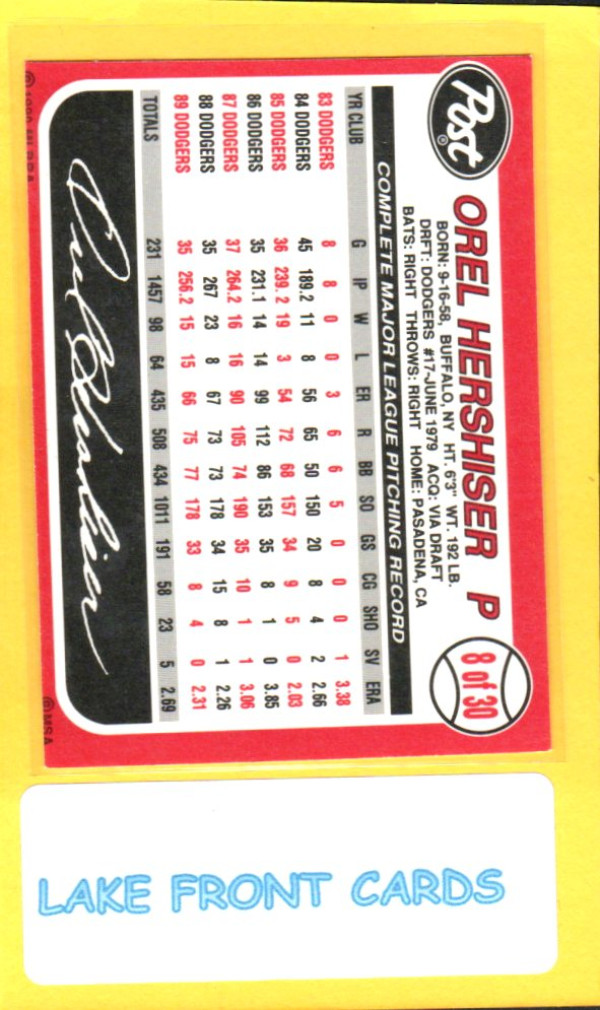 Post®
OREL HERSHISER P
8 of 30
BORN: 9-16-58, BUFFALO, NY HT. 6'3" WT. 192 LB.
DRFT: DODGERS #17-JUNE 1979 ACQ: VIA DRAFT
BATS: RIGHT THROWS: RIGHT HOME: PASADENA, CA
COMPLETE MAJOR LEAGUE PITCHING RECORD
YR CLUB G IP W L ER R BB SO GS CG SHO SV ERA
83 DODGERS 8 8 0 0 3 6 6 5 0 0 0 1 3.38
84 DODGERS 45 189.2 11 8 56 65 50 150 20 8 4 2 2.66
85 DODGERS 36 239.2 19 3 54 72 68 157 34 9 5 0 2.03
86 DODGERS 35 231.1 14 14 99 112 86 153 35 8 1 0 3.85
87 DODGERS 37 264.2 16 16 90 105 74 190 35 10 1 1 3.06
88 DODGERS 35 267 23 8 67 73 73 178 34 15 8 1 2.26
89 DODGERS 35 256.2 15 15 66 75 77 178 33 8 4 0 2.31
TOTALS 231 1457 98 64 435 508 434 1011 191 58 23 5 2.69
Orel Hershiser
© MSA
LAKE FRONT CARDS